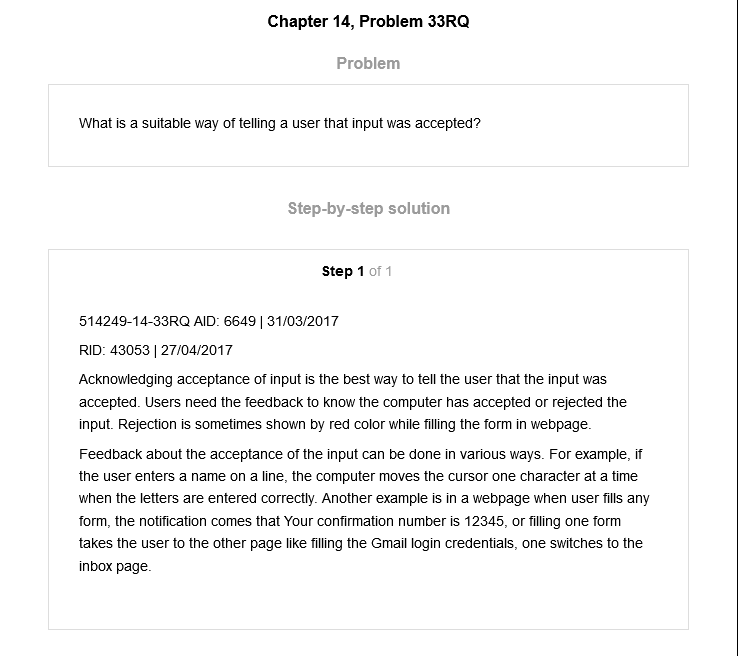 Chapter 14, Problem 33RQ
Problem
What is a suitable way of telling a user that input was accepted?
Step-by-step solution
Step 1 of 1
514249-14-33RQ AID: 6649 | 31/03/2017
RID: 43053 | 27/04/2017
Acknowledging acceptance of input is the best way to tell the user that the input was
accepted. Users need the feedback to know the computer has accepted or rejected the
input. Rejection is sometimes shown by red color while filling the form in webpage.
Feedback about the acceptance of the input can be done in various ways. For example, if
the user enters a name on a line, the computer moves the cursor one character at a time
when the letters are entered correctly. Another example is in a webpage when user fills any
form, the notification comes that Your confirmation number is 12345, or filling one form
takes the user to the other page like filling the Gmail login credentials, one switches to the
inbox page.